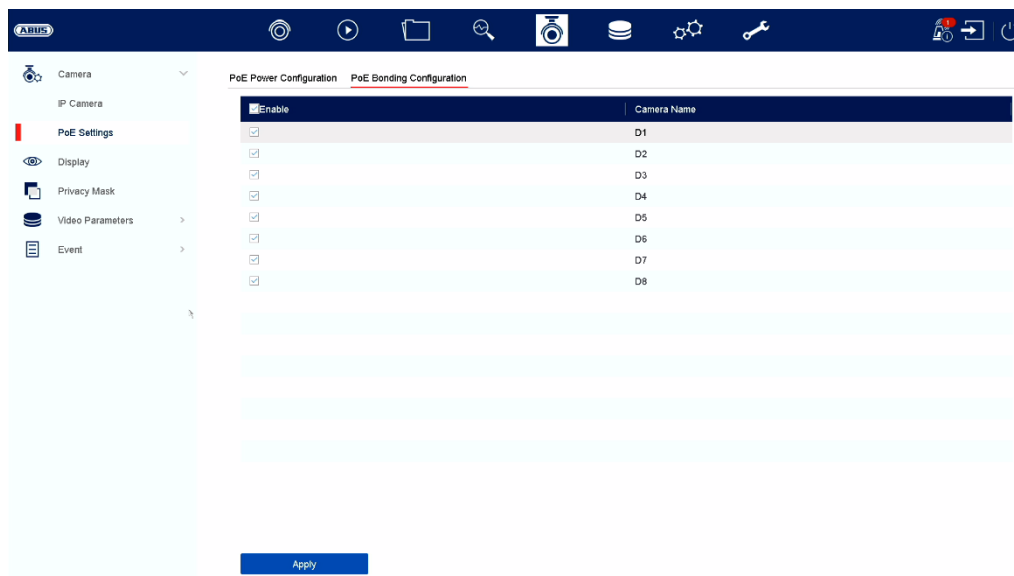 ABUS
Camera
IP Camera
PoE Settings
Display
Privacy Mask
Video Parameters
Event
PoE Power Configuration PoE Bonding Configuration
Enable Camera Name
D1
D2
D3
D4
D5
D6
D7
D8
Apply